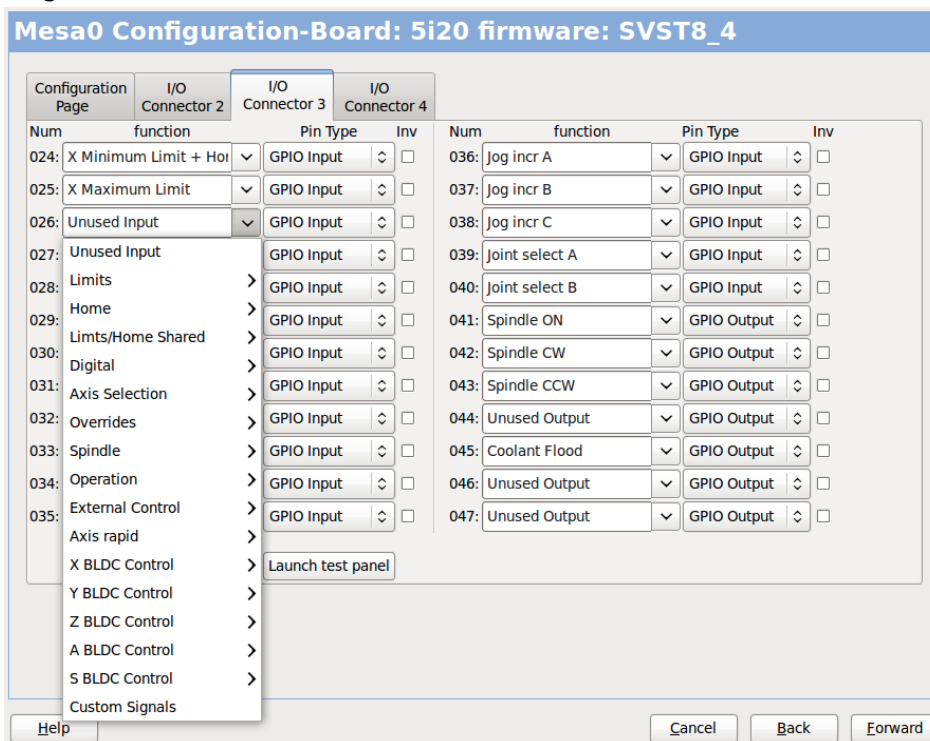 Mesa0 Configuration-Board: 5i20 firmware: SVST8_4
Configuration Page
I/O Connector 2
I/O Connector 3
I/O Connector 4
Num function Pin Type Inv Num function Pin Type Inv
024: X Minimum Limit + Hor GPIO Input 036: Jog incr A GPIO Input
025: X Maximum Limit GPIO Input 037: Jog incr B GPIO Input
026: Unused Input GPIO Input 038: Jog incr C GPIO Input
027: GPIO Input 039: Joint select A GPIO Input
028: GPIO Input 040: Joint select B GPIO Input
029: GPIO Input 041: Spindle ON GPIO Output
030: GPIO Input 042: Spindle CW GPIO Output
031: GPIO Input 043: Spindle CCW GPIO Output
032: GPIO Input 044: Unused Output GPIO Output
033: GPIO Input 045: Coolant Flood GPIO Output
034: GPIO Input 046: Unused Output GPIO Output
035: GPIO Input 047: Unused Output GPIO Output
Unused Input
Limits
Home
Limts/Home Shared
Digital
Axis Selection
Overrides
Spindle
Operation
External Control
Axis rapid
X BLDC Control
Y BLDC Control
Z BLDC Control
A BLDC Control
S BLDC Control
Custom Signals
Launch test panel
Help Cancel Back Forward